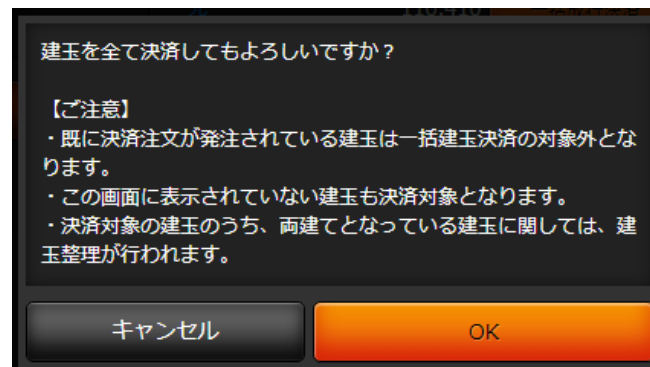 建玉を全て決済してもよろしいですか？
【ご注意】
・既に決済注文が発注されている建玉は一括建玉決済の対象外とな
ります。
・この画面に表示されていない建玉も決済対象となります。
・決済対象の建玉のうち、両建てとなっている建玉に関しては、建
玉整理が行われます。
キャンセル
OK